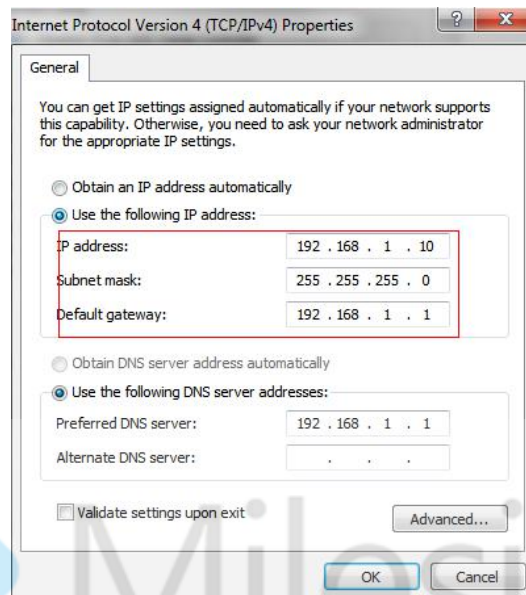 Internet Protocol Version 4 (TCP/IPv4) Properties
?
X
General
You can get IP settings assigned automatically if your network supports
this capability. Otherwise, you need to ask your network administrator
for the appropriate IP settings.
Obtain an IP address automatically
Use the following IP address:
IP address: 192 . 168 . 1 . 10
Subnet mask: 255 . 255 . 255 . 0
Default gateway: 192 . 168 . 1 . 1
Obtain DNS server address automatically
Use the following DNS server addresses:
Preferred DNS server: 192 . 168 . 1 . 1
Alternate DNS server: . . .
Validate settings upon exit
Advanced...
OK Cancel